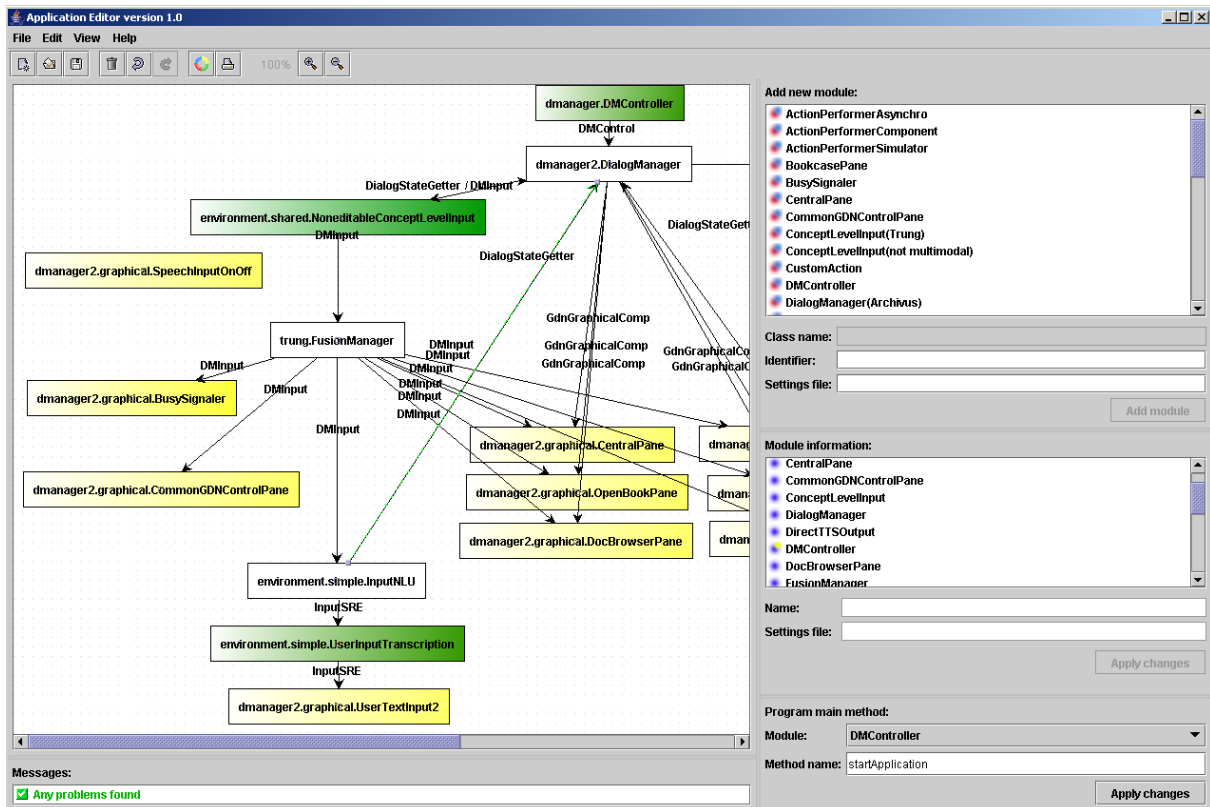 Application Editor version 1.0
File Edit View Help
100%
dmanager.DMController
DMControl
dmanager2.DialogManager
DialogStateGetter / DMInput
environment.shared.NoneditableConceptLevelInput
DMInput
DialogStateGett
DialogStateGetter
dmanager2.graphical.SpeechInputOnOff
GdnGraphicalComp
trung.FusionManager
DMInput
GdnGraphicalComp
GdnGraphicalCo
DMInput
DMInput
DMInput
GdnGraphicalComp
GdnGraphicalC
DMInput
DMInput
DMInput
dmanager2.graphical.BusySignaler
DMInput
DMInput
dmanager2.graphical.CentralPane
dmanag
dmanager2.graphical.CommonGDNControlPane
dmanager2.graphical.OpenBookPane
dman
dmanager2.graphical.DocBrowserPane
dman
environment.simple.InputNLU
InputSRE
environment.simple.UserInputTranscription
InputSRE
dmanager2.graphical.UserTextInput2
Messages:
Any problems found
Add new module:
ActionPerformerAsynchro
ActionPerformerComponent
ActionPerformerSimulator
BookcasePane
BusySignaler
CentralPane
CommonGDNControlPane
ConceptLevelInput(Trung)
ConceptLevelInput(not multimodal)
CustomAction
DMController
DialogManager(Archivus)
Class name:
Identifier:
Settings file:
Add module
Module information:
CentralPane
CommonGDNControlPane
ConceptLevelInput
DialogManager
DirectTTSOutput
DMController
DocBrowserPane
FusionManager
Name:
Settings file:
Apply changes
Program main method:
Module: DMController
Method name: startApplication
Apply changes